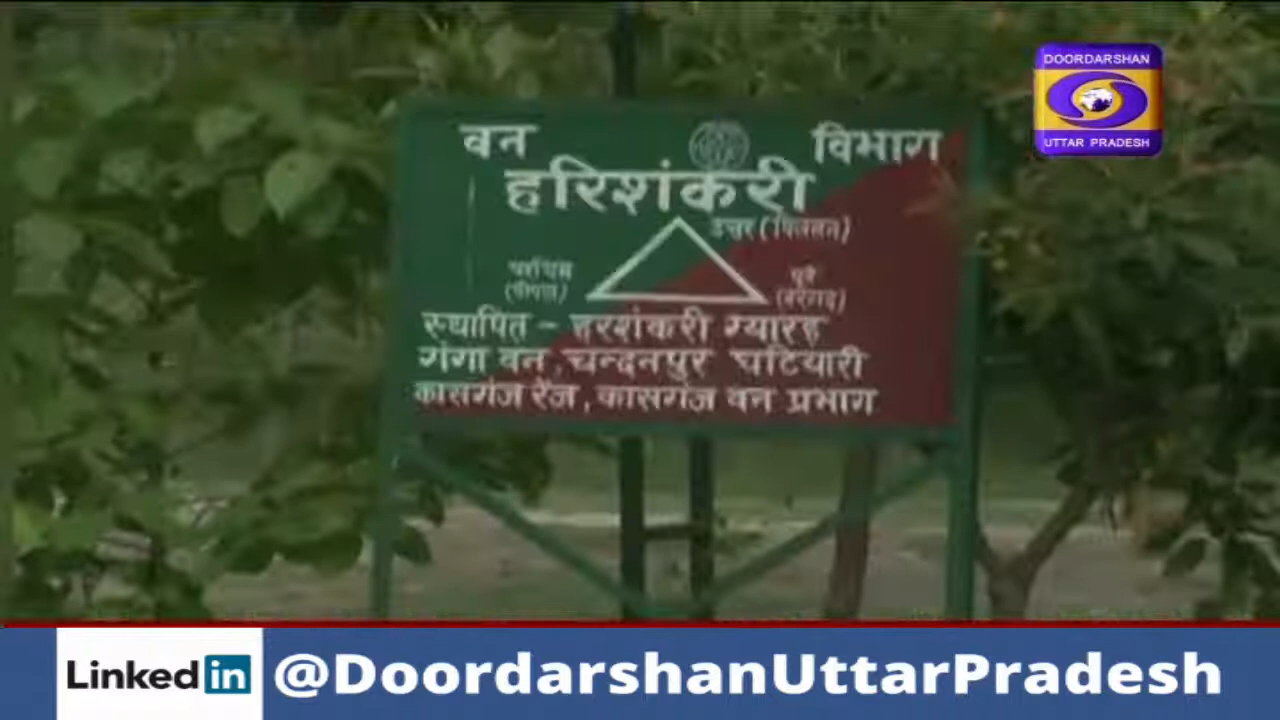 DOORDARSHAN
UTTAR PRADESH
वन विभाग
हरिशंकरी
उत्तर (पिलखन)
पश्चिम पूर्व
(पीपल) (बरगद)
स्थापित - हरशंकरी ग्यारह
गंगा वन, चन्दनपुर घटियारी
कासगंज रेंज, कासगंज वन प्रभाग
Linked in @DoordarshanUttarPradesh